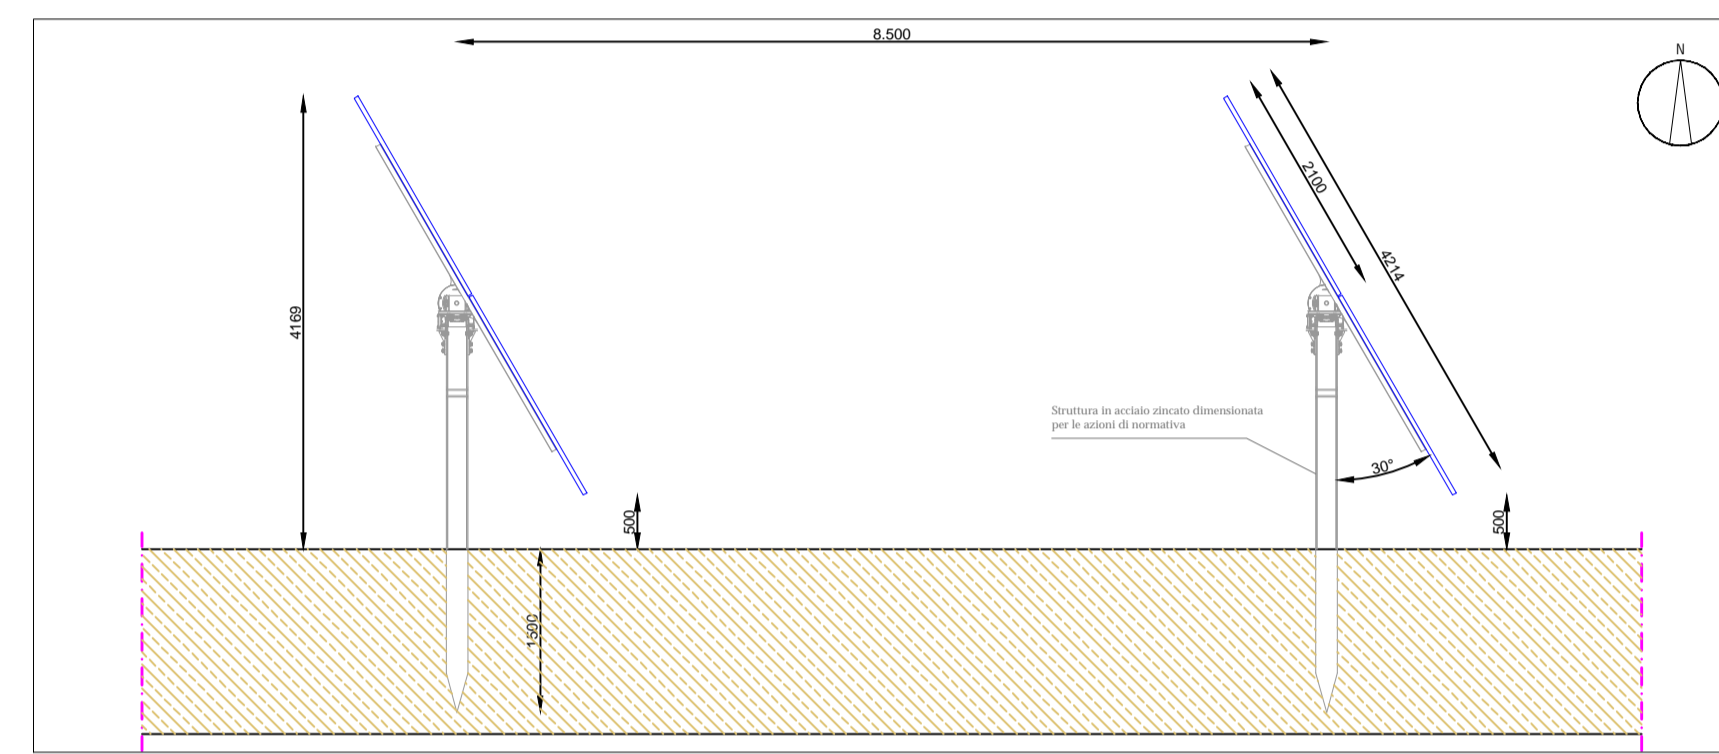 8.500
N
4169
2100
4214
Struttura in acciaio zincato dimensionata
per le azioni di normativa
30°
500
500
1500